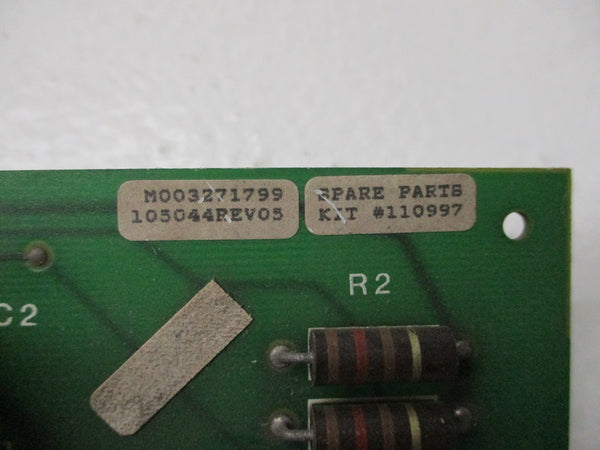 M003271799
105044REV05
SPARE PARTS
KIT #110997
R2
C2